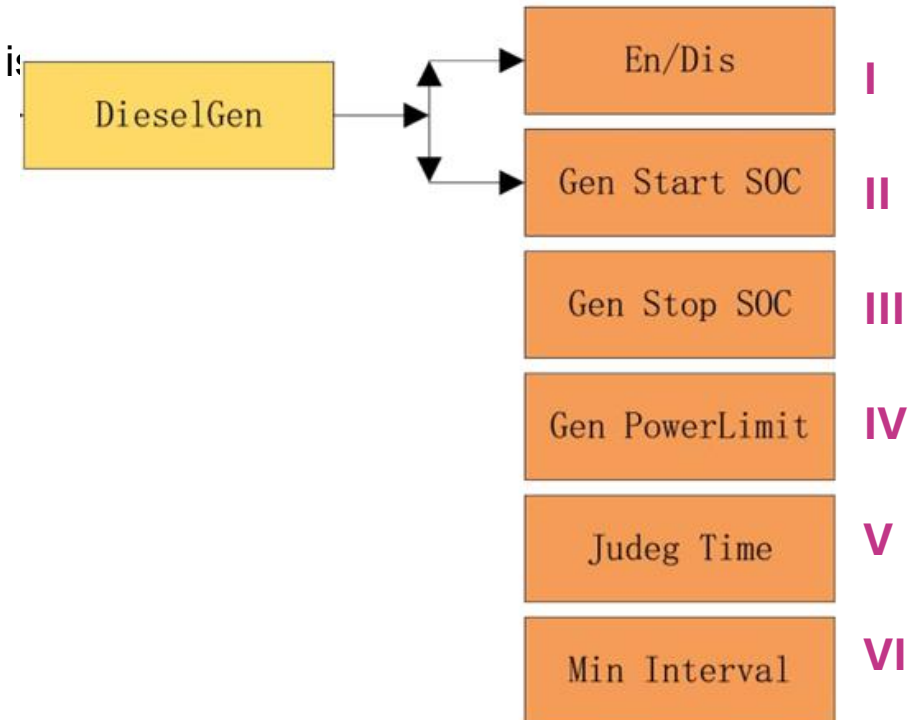 is
DieselGen
En/Dis
I
Gen Start SOC
II
Gen Stop SOC
III
Gen PowerLimit
IV
Judeg Time
V
Min Interval
VI